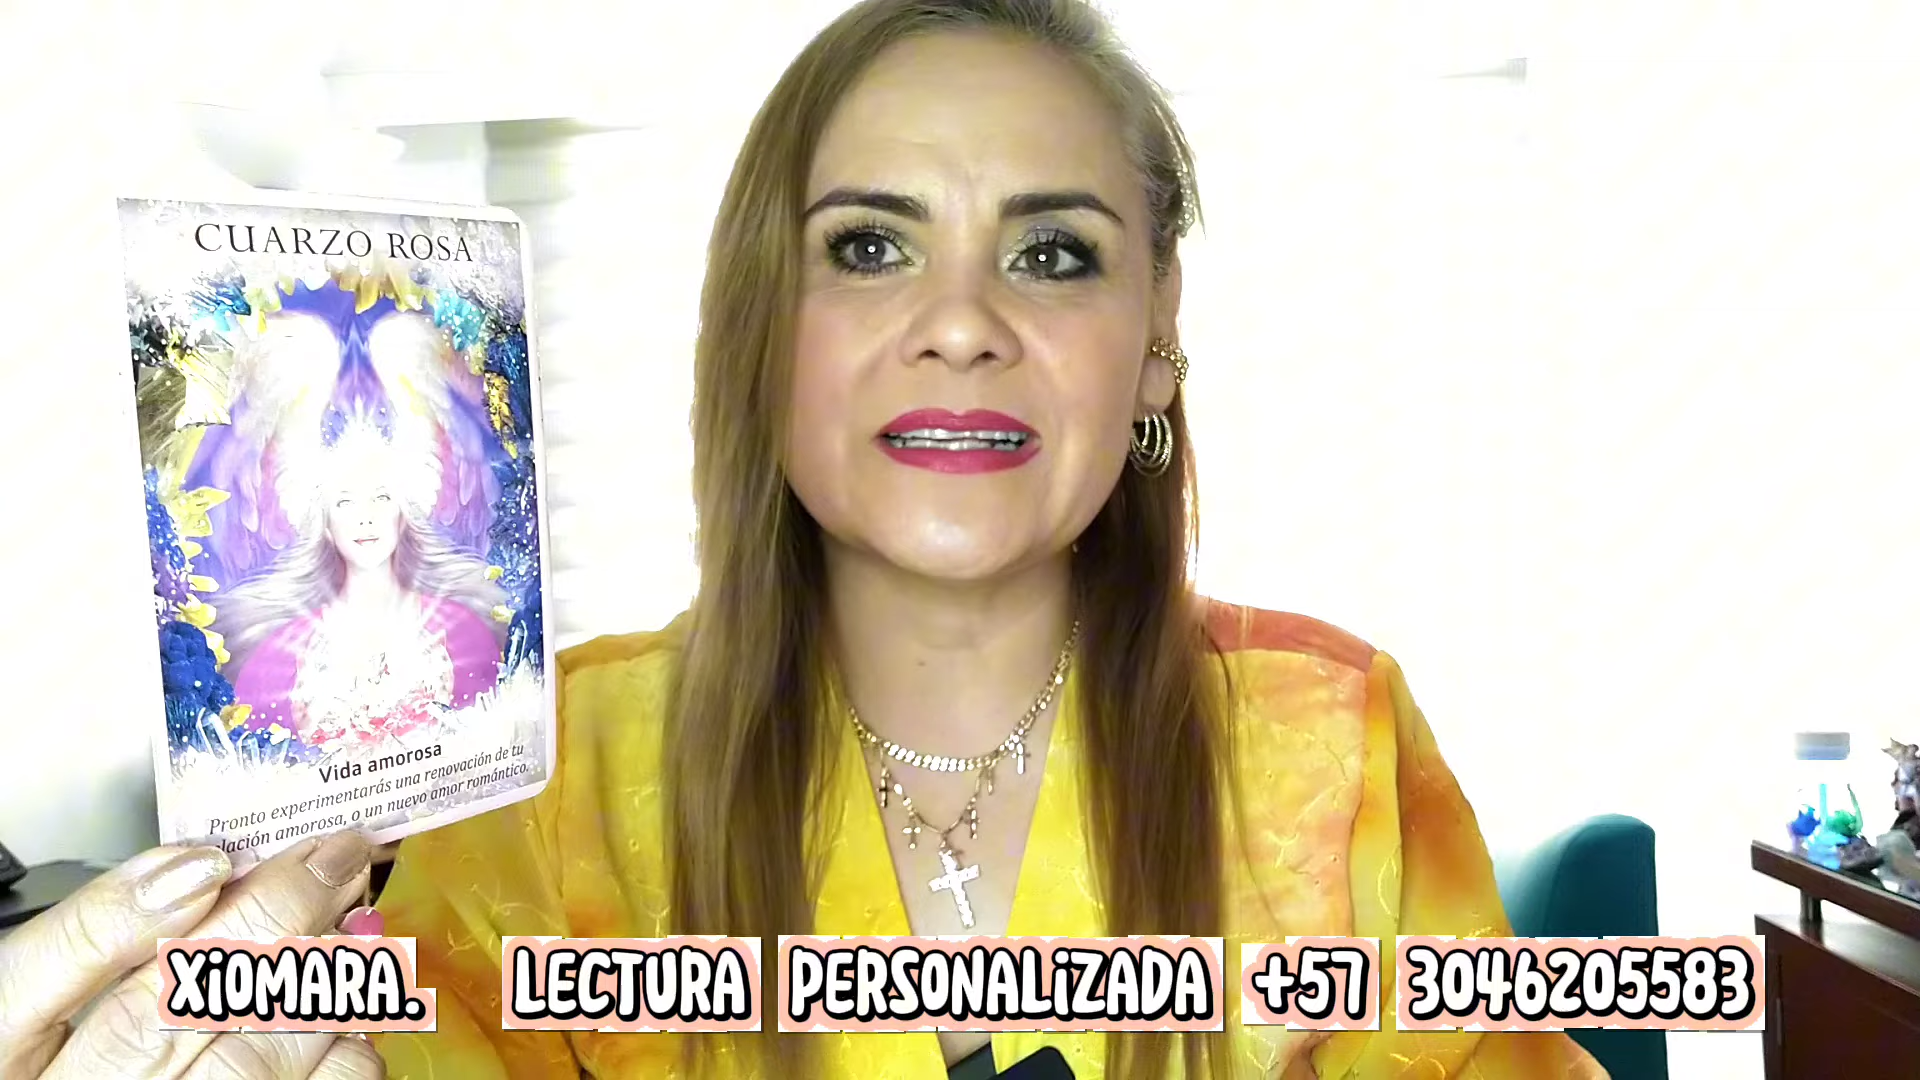 CUARZO ROSA
Vida amorosa
Pronto experimentarás una renovación de tu
relación amorosa, o un nuevo amor romántico.
XIOMARA. LECTURA PERSONALIZADA +57 3046205583